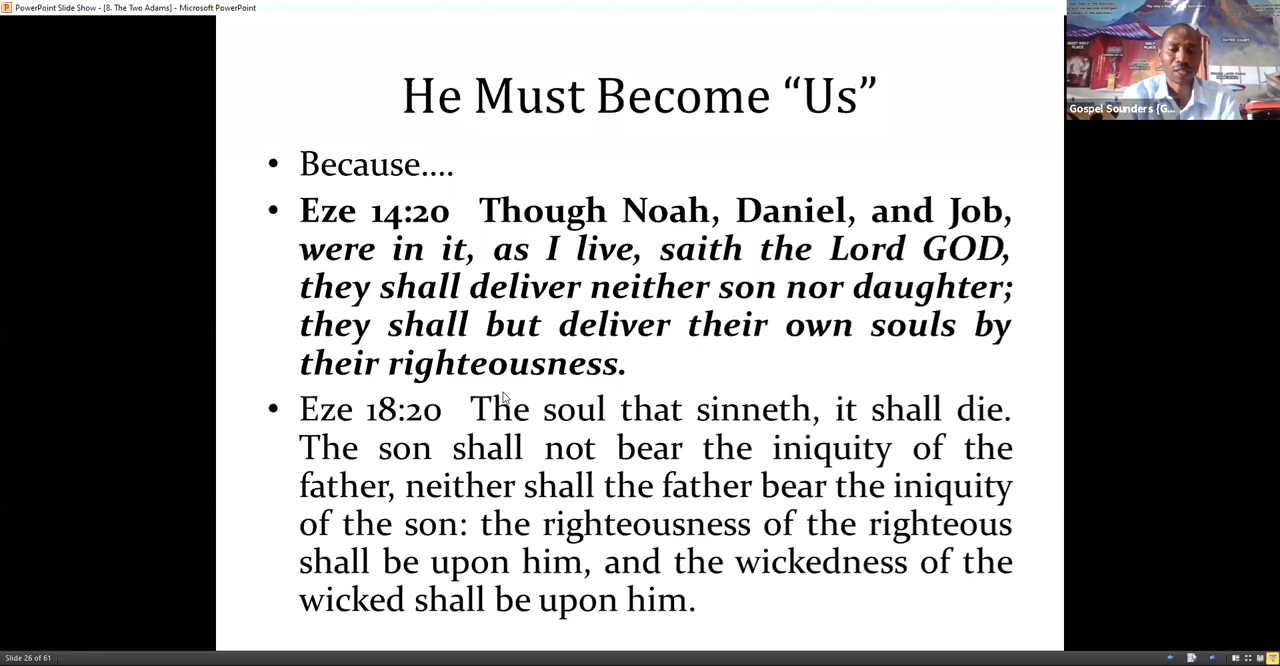 PowerPoint Slide Show - [8. The Two Adams] - Microsoft PowerPoint
He Must Become “Us”
• Because....
• Eze 14:20 Though Noah, Daniel, and Job,
were in it, as I live, saith the Lord GOD,
they shall deliver neither son nor daughter;
they shall but deliver their own souls by
their righteousness.
• Eze 18:20 The soul that sinneth, it shall die.
The son shall not bear the iniquity of the
father, neither shall the father bear the iniquity
of the son: the righteousness of the righteous
shall be upon him, and the wickedness of the
wicked shall be upon him.
HOLY
PLACE
OUTER COURT
Gospel Sounders (G...
Slide 26 of 61